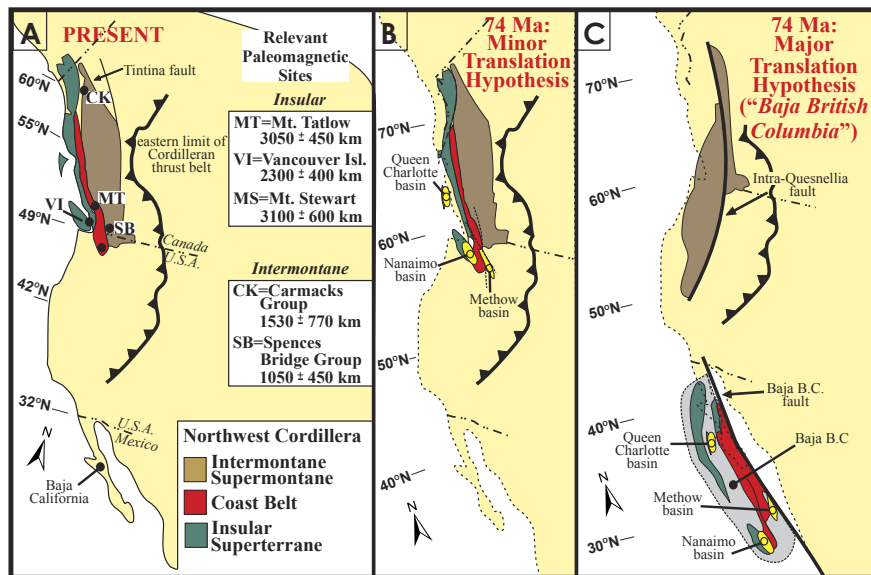 A
PRESENT
60°N
Tintina fault
CK
55°N
eastern limit of
Cordilleran
thrust belt
VI
MT
49°N
SB
Canada
U.S.A.
42°N
32°N
U.S.A.
Mexico
N
Baja
California
Relevant
Paleomagnetic
Sites
Insular
MT=Mt. Tatlow
3050 ± 450 km
VI=Vancouver Isl.
2300 ± 400 km
MS=Mt. Stewart
3100 ± 600 km
Intermontane
CK=Carmacks
Group
1530 ± 770 km
SB=Spences
Bridge Group
1050 ± 450 km
Northwest Cordillera
Intermontane
Supermontane
Coast Belt
Insular
Superterrane
B
74 Ma:
Minor
Translation
Hypothesis
70°N
Queen
Charlotte
basin
60°N
Nanaimo
basin
Methow
basin
50°N
40°N
N
C
74 Ma:
Major
Translation
Hypothesis
("Baja British
Columbia")
70°N
60°N
Intra-Quesnellia
fault
50°N
Baja B.C.
fault
40°N
Queen
Charlotte
basin
Baja B.C
Methow
basin
Nanaimo
basin
30°N
N